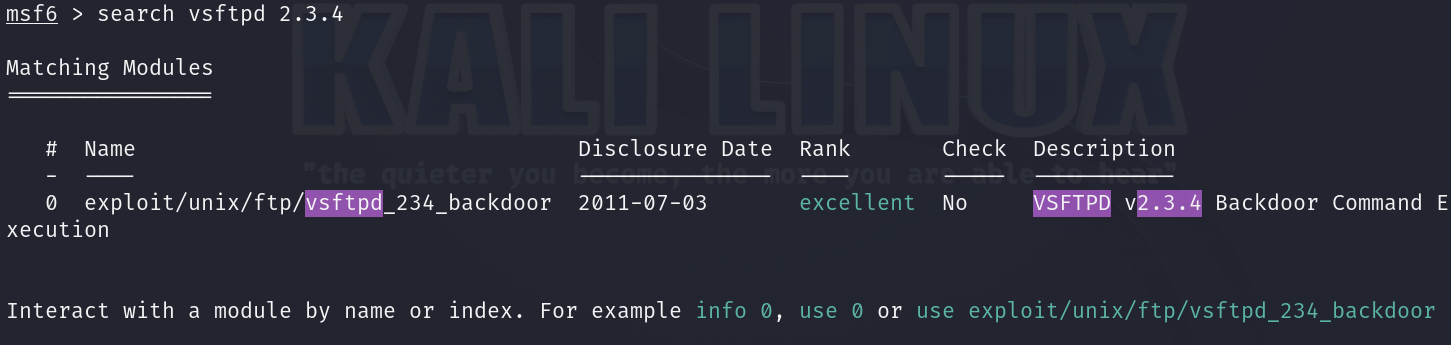 msf6 > search vsftpd 2.3.4
KALI LINUX
Matching Modules
================
# Name Disclosure Date Rank Check Description
"the quieter you become, the more you are able to hear"
- ---- --------------- ---- ----- -----------
0 exploit/unix/ftp/vsftpd_234_backdoor 2011-07-03 excellent No VSFTPD v2.3.4 Backdoor Command E
xecution
Interact with a module by name or index. For example info 0, use 0 or use exploit/unix/ftp/vsftpd_234_backdoor